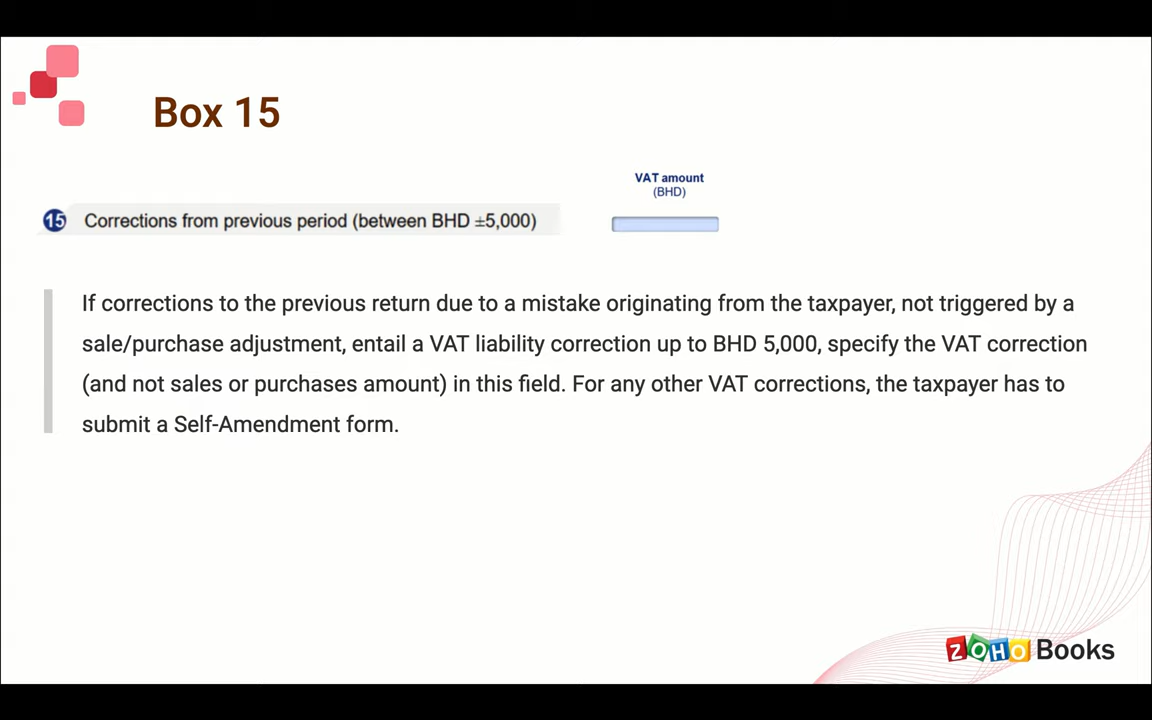 Box 15
VAT amount
(BHD)
15 Corrections from previous period (between BHD ±5,000)
If corrections to the previous return due to a mistake originating from the taxpayer, not triggered by a
sale/purchase adjustment, entail a VAT liability correction up to BHD 5,000, specify the VAT correction
(and not sales or purchases amount) in this field. For any other VAT corrections, the taxpayer has to
submit a Self-Amendment form.
ZOHO Books